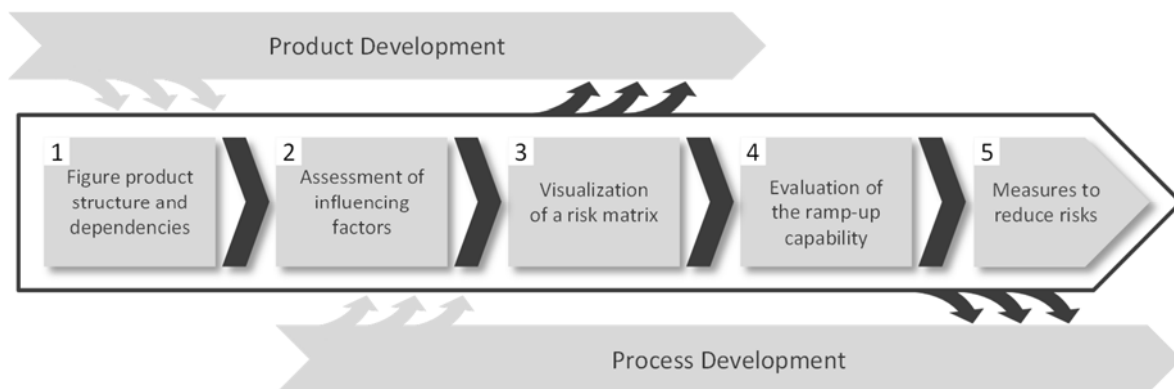 Product Development
1
Figure product
structure and
dependencies
2
Assessment of
influencing
factors
3
Visualization
of a risk matrix
4
Evaluation of
the ramp-up
capability
5
Measures to
reduce risks
Process Development